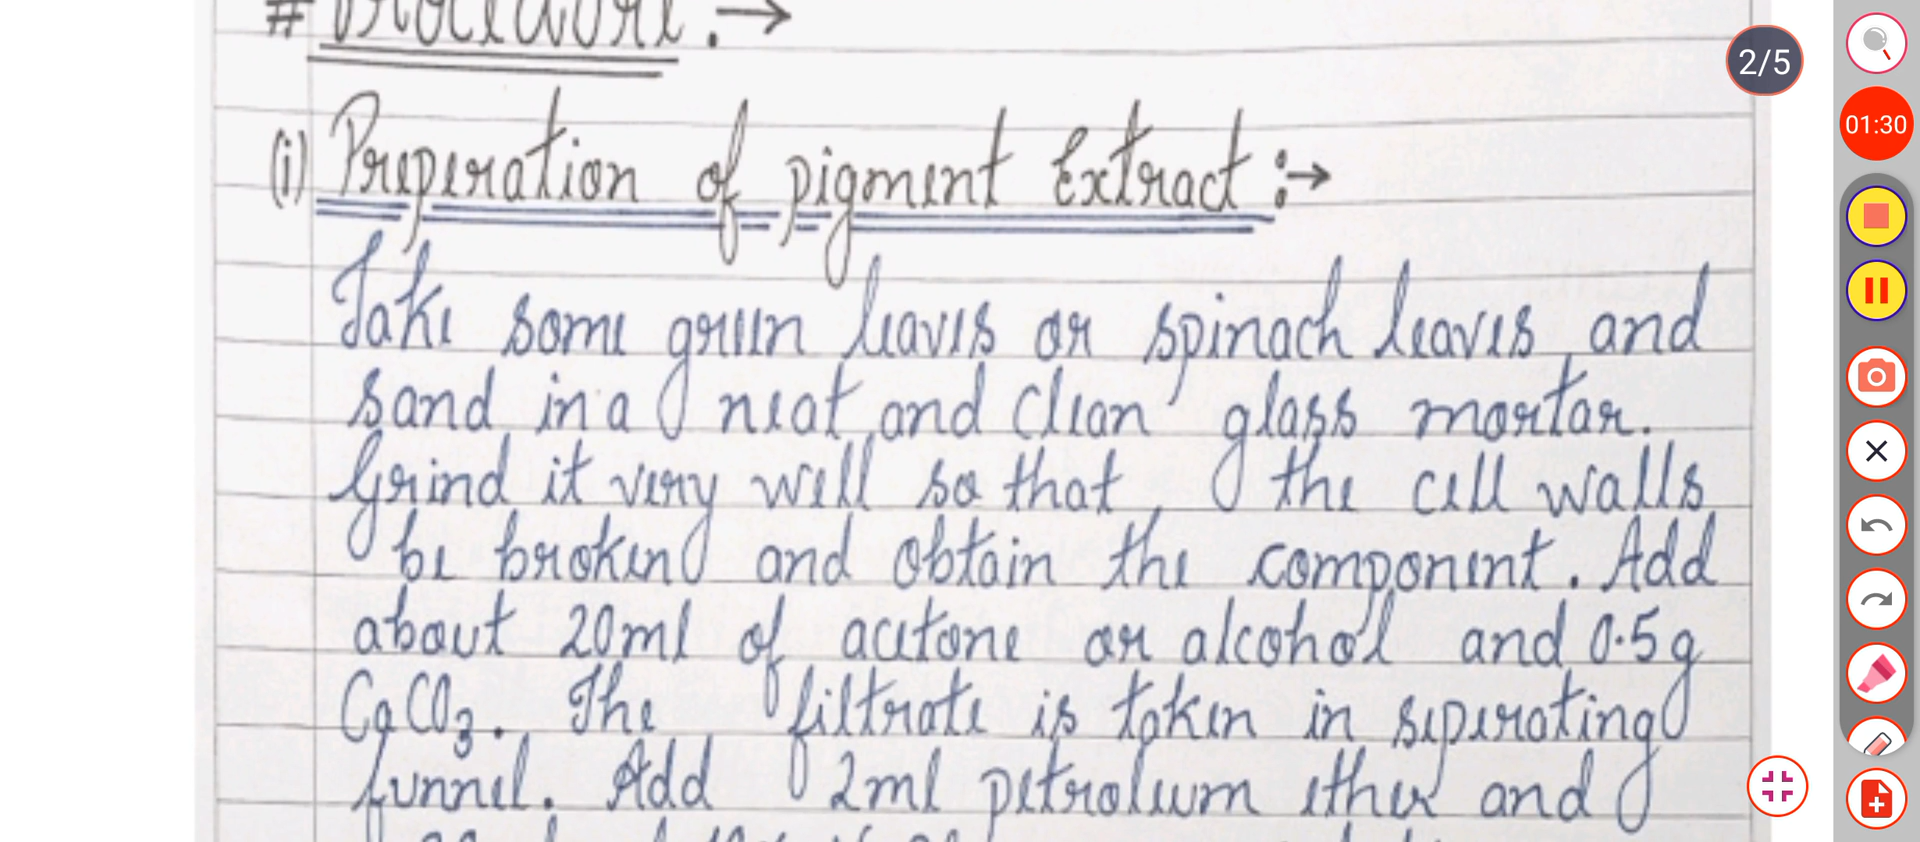 # Procedure :→
2/5
01:30
(i) Preperation of pigment Extract :→
Take some green leaves or spinach leaves and
sand in a neat and clean glass mortar.
Grind it very well so that the cell walls
be broken and obtain the component. Add
about 20ml of acetone or alcohol and 0.5g
CaCO3. The filtrate is taken in seperating
funnel. Add 2ml petroleum ether and